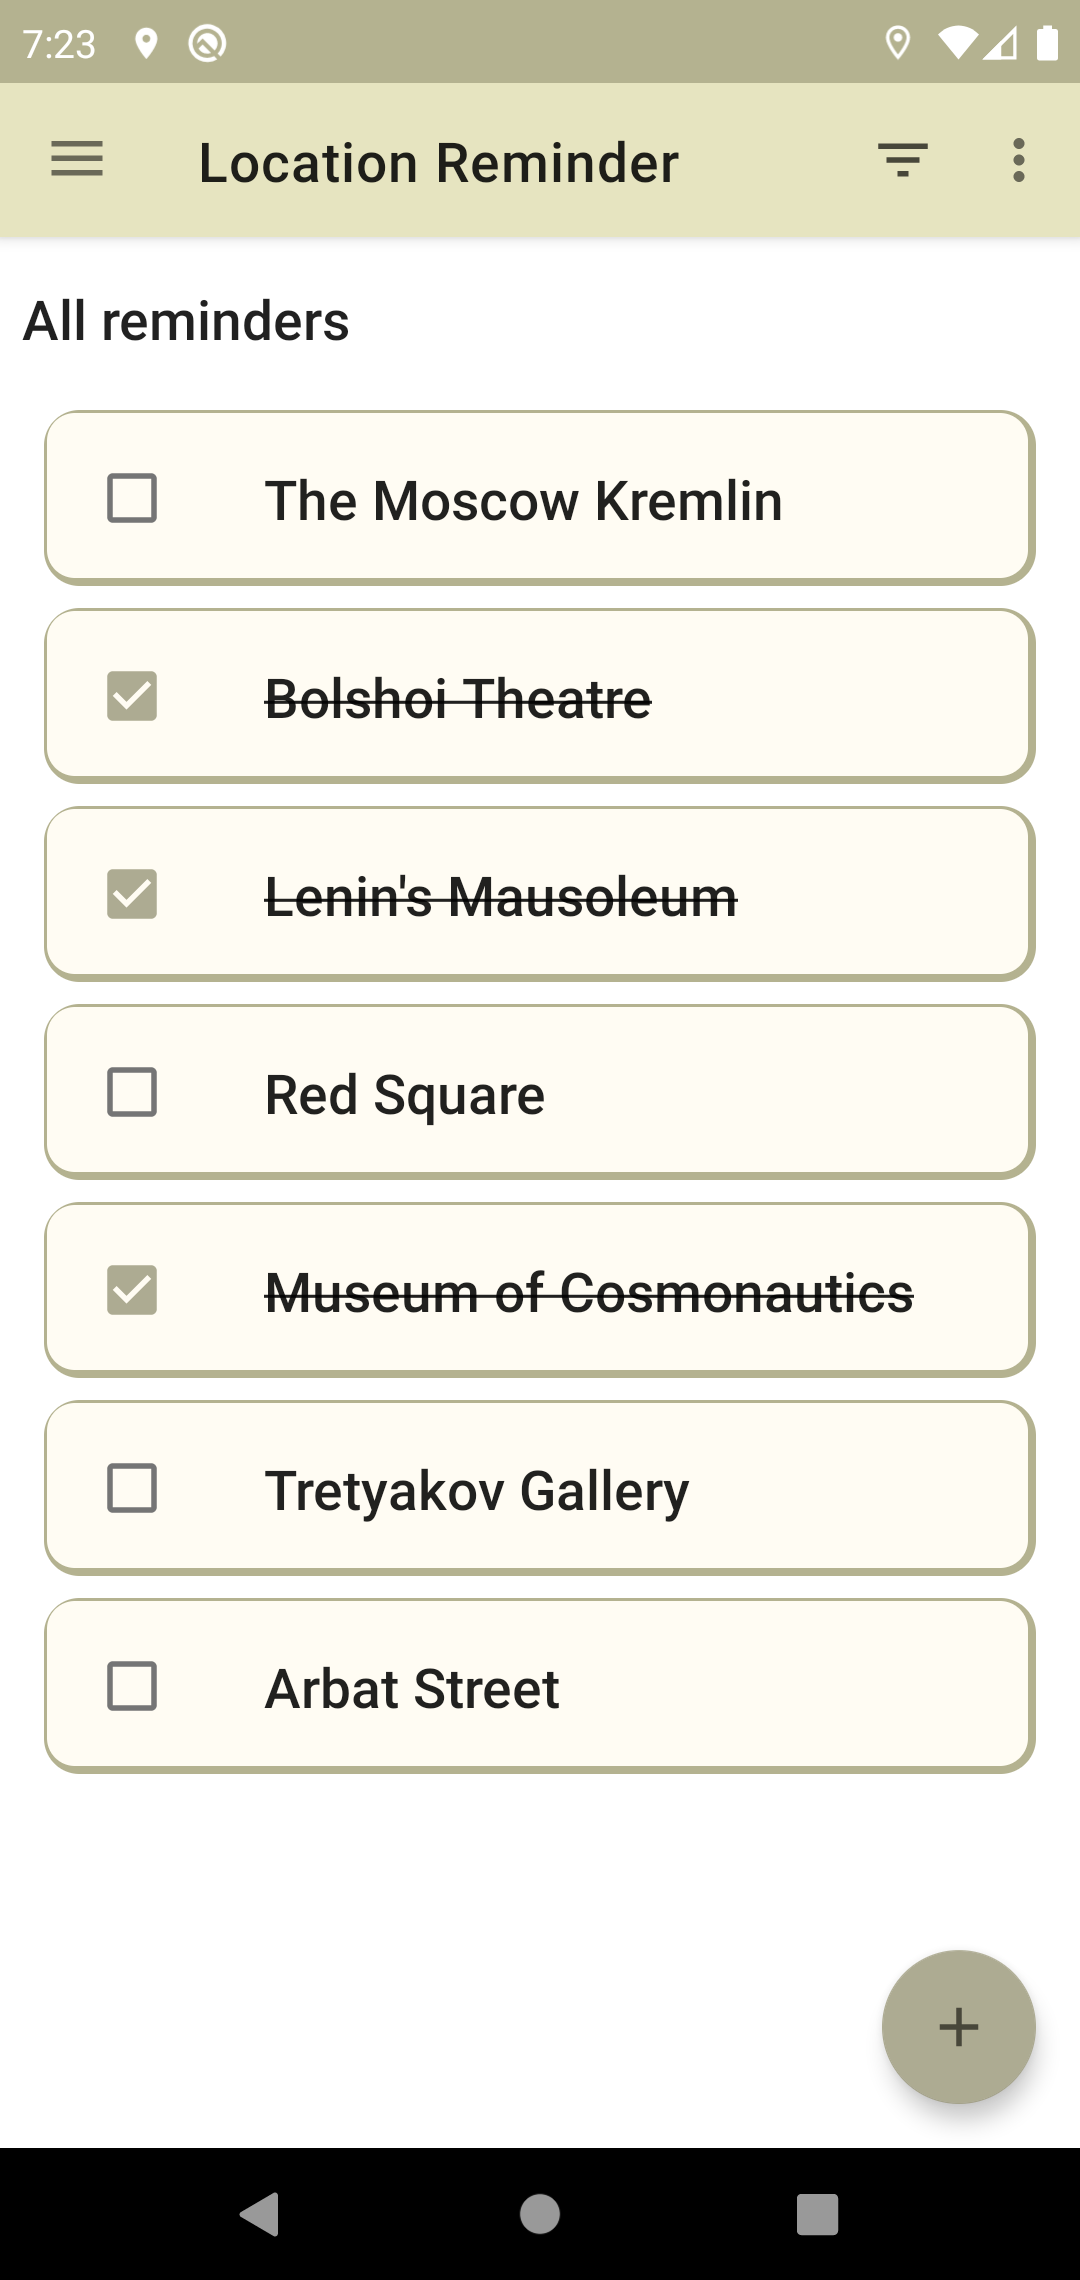 7:23
Location Reminder
All reminders
The Moscow Kremlin
Bolshoi Theatre
Lenin's Mausoleum
Red Square
Museum of Cosmonautics
Tretyakov Gallery
Arbat Street